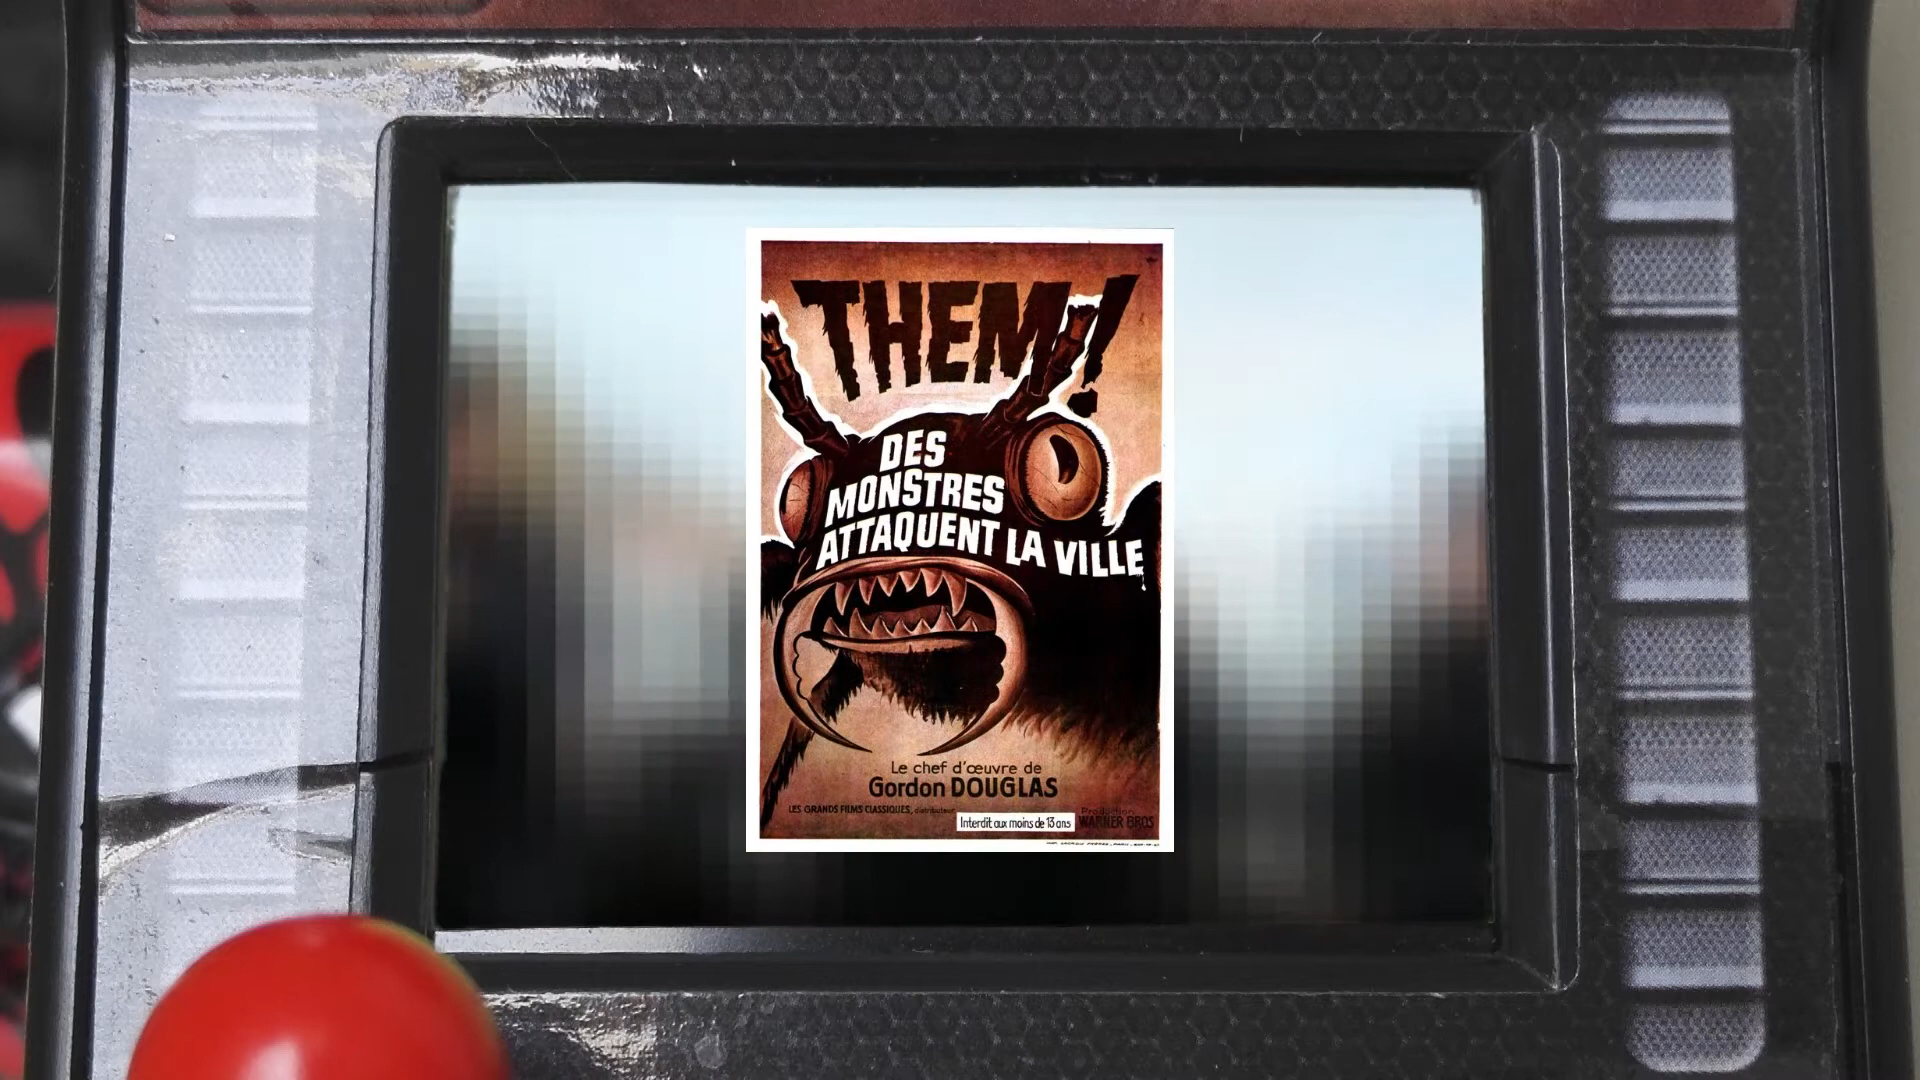 THEM!
DES
MONSTRES
ATTAQUENT LA VILLE
Le chef d'œuvre de
Gordon DOUGLAS
LES GRANDS FILMS CLASSIQUES, distributeur
Interdit aux moins de 13 ans
Production
WARNER BROS